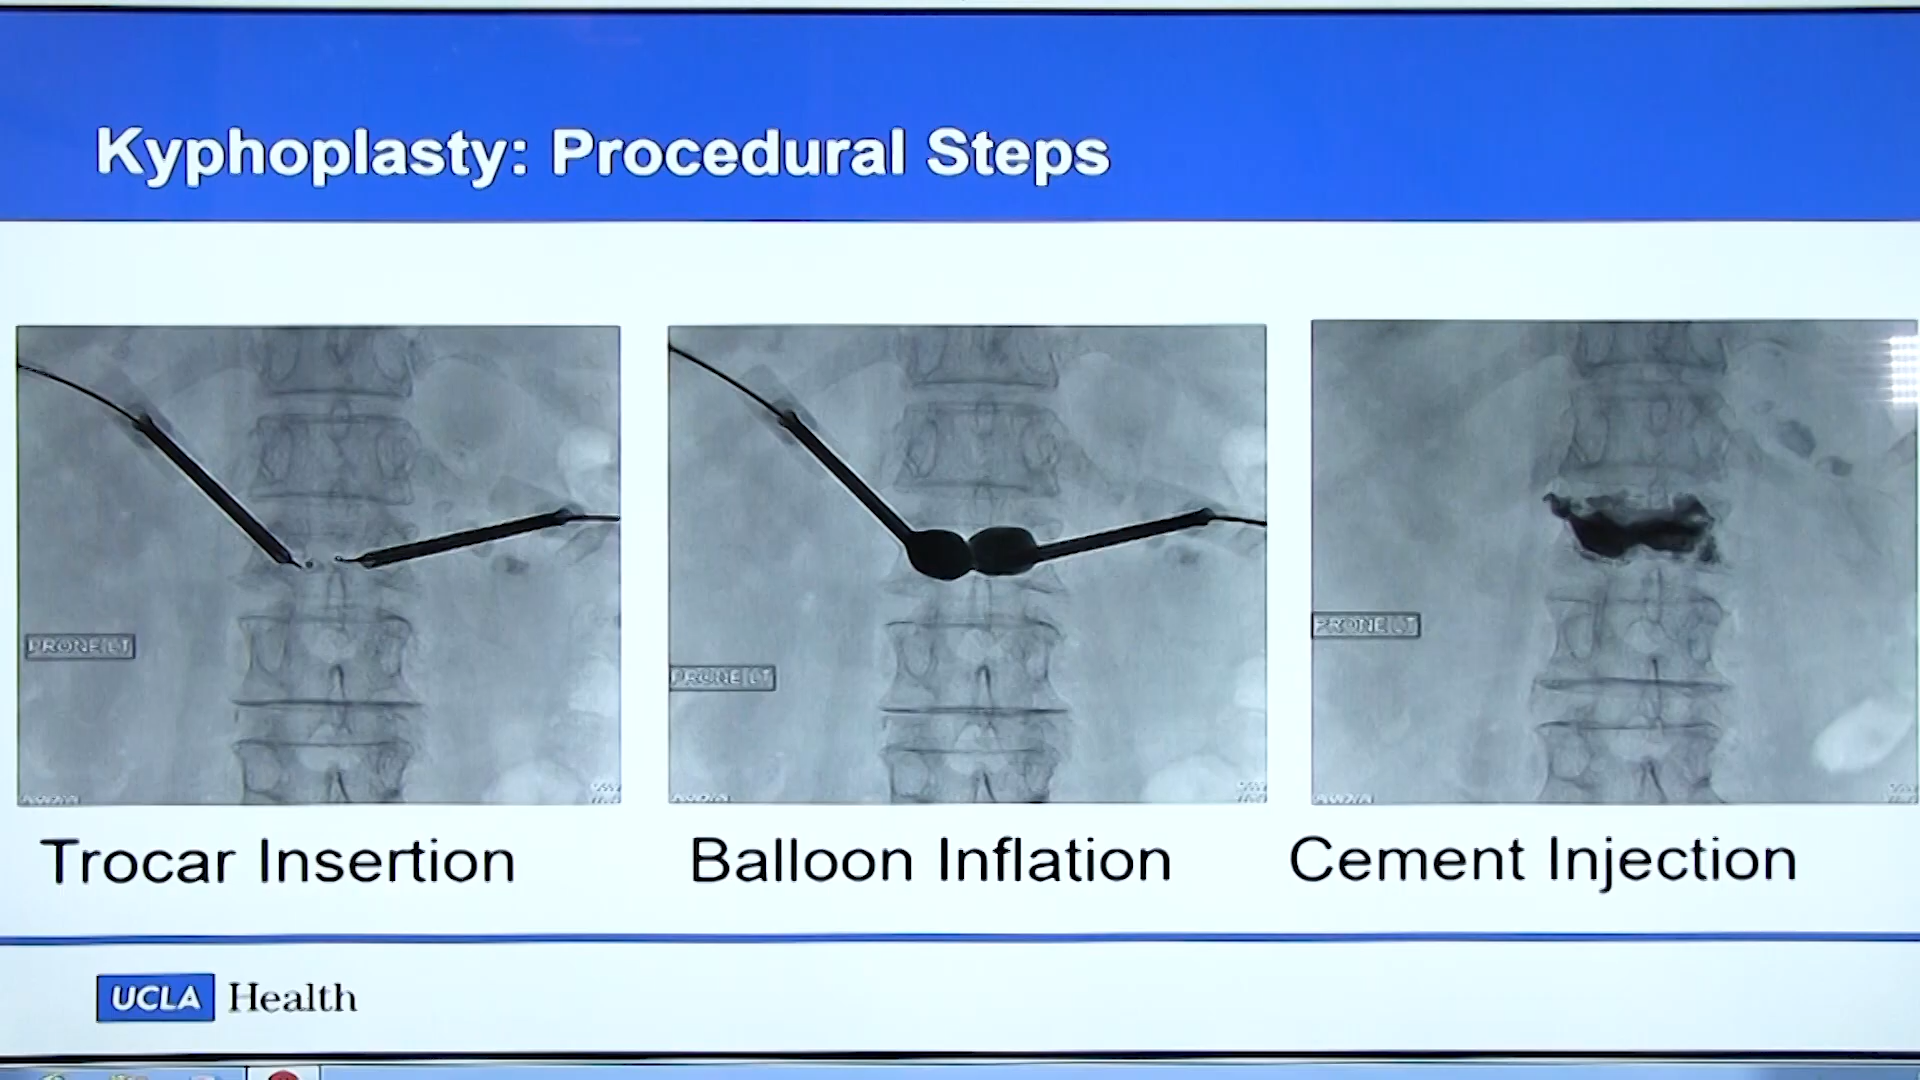 Kyphoplasty: Procedural Steps
PRONE LT
PRONE LT
PRONE LT
Trocar Insertion
Balloon Inflation
Cement Injection
UCLA Health